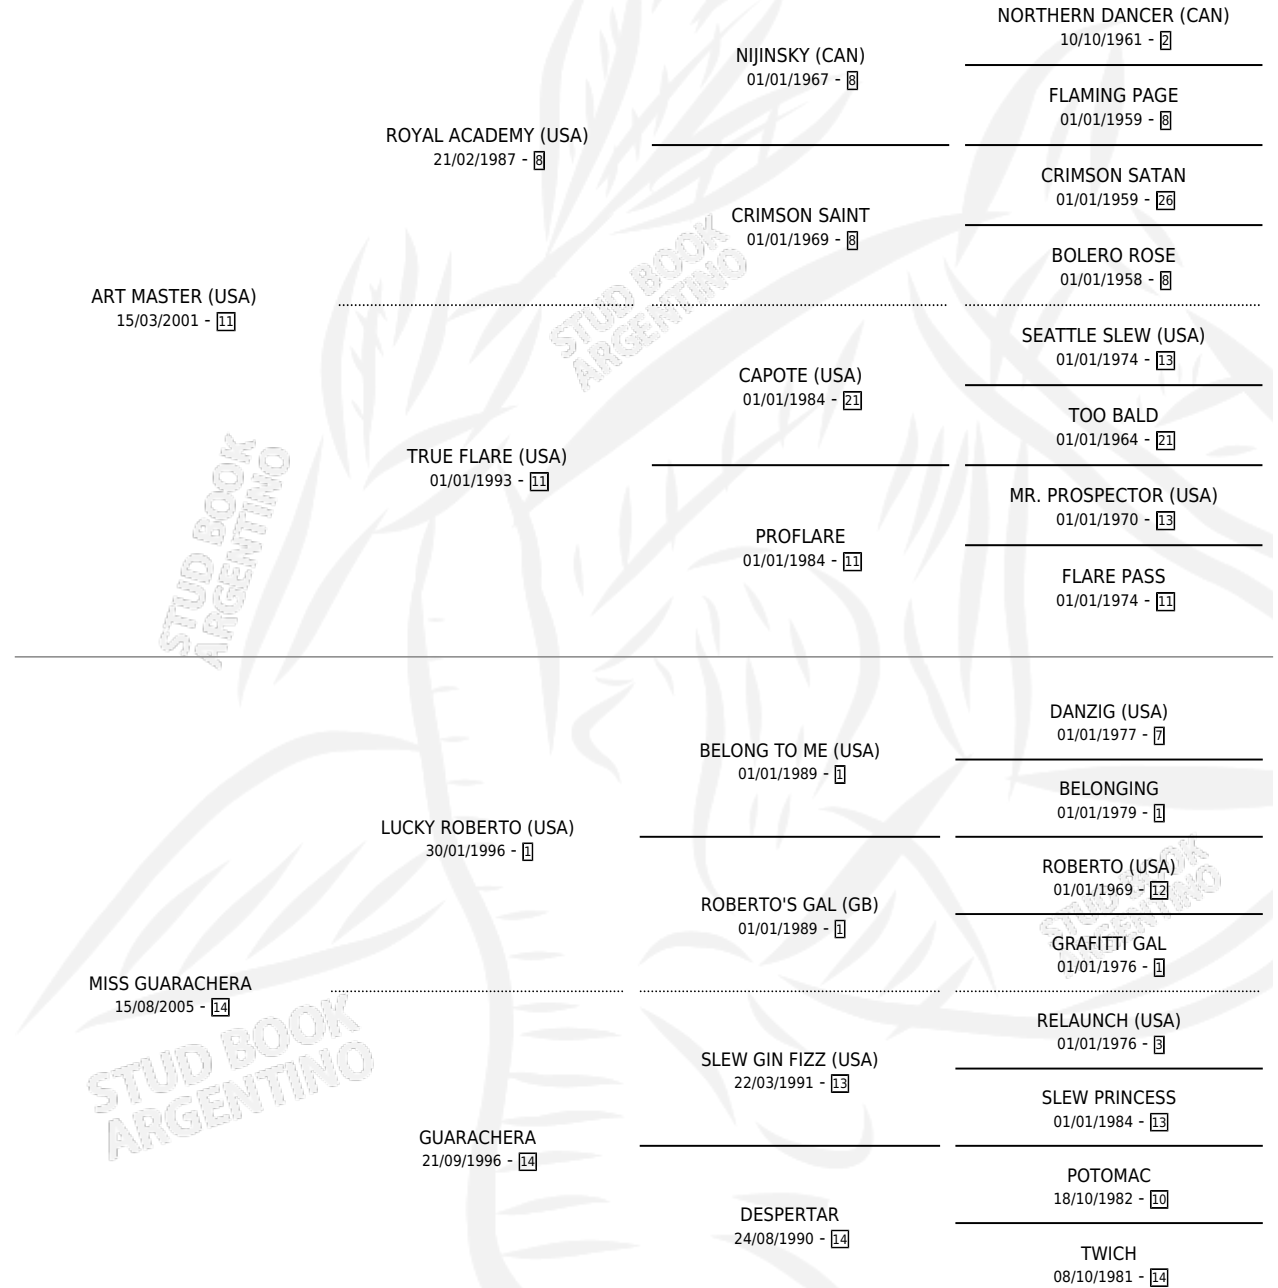 NORTHERN DANCER (CAN)
10/10/1961 - 2
NIJINSKY (CAN)
01/01/1967 - 8
FLAMING PAGE
01/01/1959 - 8
ROYAL ACADEMY (USA)
21/02/1987 - 8
CRIMSON SATAN
01/01/1959 - 26
CRIMSON SAINT
01/01/1969 - 8
BOLERO ROSE
01/01/1958 - 8
ART MASTER (USA)
15/03/2001 - 11
SEATTLE SLEW (USA)
01/01/1974 - 13
CAPOTE (USA)
01/01/1984 - 21
TOO BALD
01/01/1964 - 21
TRUE FLARE (USA)
01/01/1993 - 11
MR. PROSPECTOR (USA)
01/01/1970 - 13
PROFLARE
01/01/1984 - 11
FLARE PASS
01/01/1974 - 11
STUD BOOK
ARGENTINO
STUD BOOK
ARGENTINO
DANZIG (USA)
01/01/1977 - 7
BELONG TO ME (USA)
01/01/1989 - 1
BELONGING
01/01/1979 - 1
LUCKY ROBERTO (USA)
30/01/1996 - 1
ROBERTO (USA)
01/01/1969 - 12
ROBERTO'S GAL (GB)
01/01/1989 - 1
GRAFITTI GAL
01/01/1976 - 1
STUD BOOK
ARGENTINO
MISS GUARACHERA
15/08/2005 - 14
RELAUNCH (USA)
01/01/1976 - 3
SLEW GIN FIZZ (USA)
22/03/1991 - 13
SLEW PRINCESS
01/01/1984 - 13
GUARACHERA
21/09/1996 - 14
POTOMAC
18/10/1982 - 10
DESPERTAR
24/08/1990 - 14
TWICH
08/10/1981 - 14
STUD BOOK
ARGENTINO